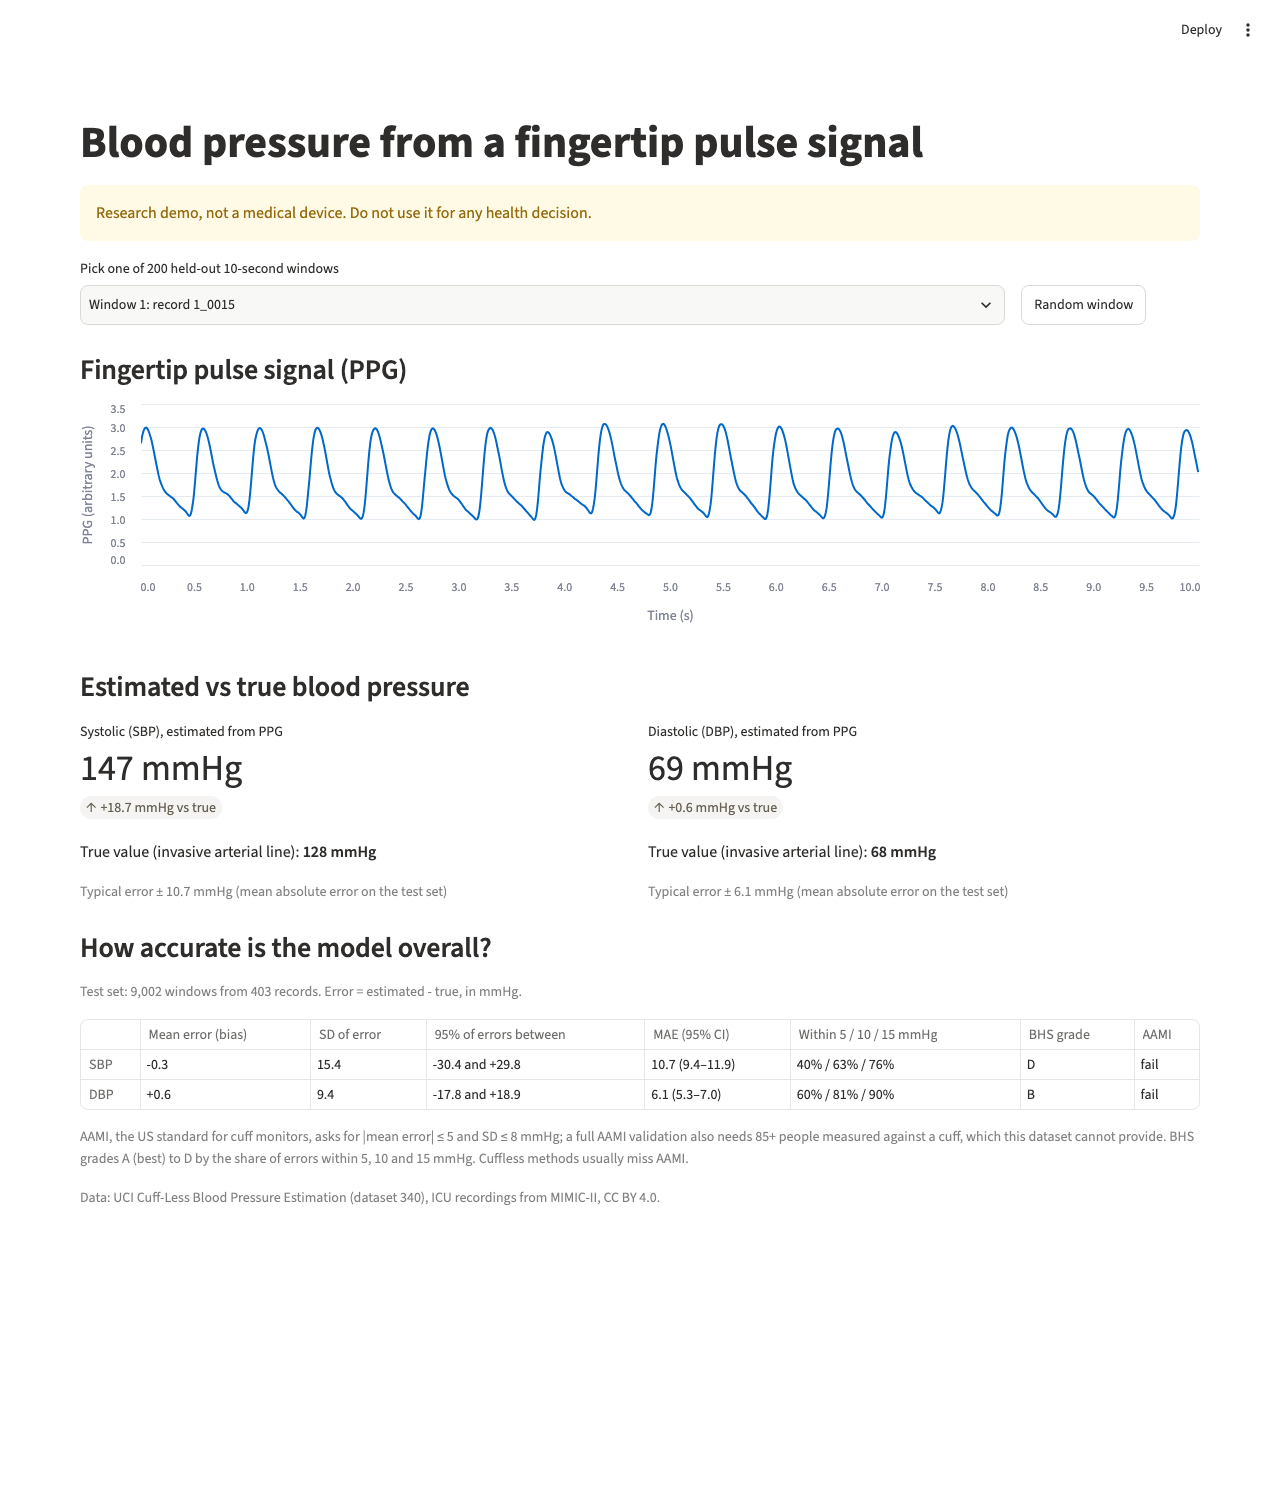 Deploy
Blood pressure from a fingertip pulse signal
Research demo, not a medical device. Do not use it for any health decision.
Pick one of 200 held-out 10-second windows
Window 1: record 1_0015
Random window
Fingertip pulse signal (PPG)
PPG (arbitrary units)
3.5
3.0
2.5
2.0
1.5
1.0
0.5
0.0
0.0 0.5 1.0 1.5 2.0 2.5 3.0 3.5 4.0 4.5 5.0 5.5 6.0 6.5 7.0 7.5 8.0 8.5 9.0 9.5 10.0
Time (s)
Estimated vs true blood pressure
Systolic (SBP), estimated from PPG
147 mmHg
↑ +18.7 mmHg vs true
True value (invasive arterial line): 128 mmHg
Typical error ± 10.7 mmHg (mean absolute error on the test set)
Diastolic (DBP), estimated from PPG
69 mmHg
↑ +0.6 mmHg vs true
True value (invasive arterial line): 68 mmHg
Typical error ± 6.1 mmHg (mean absolute error on the test set)
How accurate is the model overall?
Test set: 9,002 windows from 403 records. Error = estimated - true, in mmHg.
Mean error (bias) SD of error 95% of errors between MAE (95% CI) Within 5 / 10 / 15 mmHg BHS grade AAMI
SBP -0.3 15.4 -30.4 and +29.8 10.7 (9.4–11.9) 40% / 63% / 76% D fail
DBP +0.6 9.4 -17.8 and +18.9 6.1 (5.3–7.0) 60% / 81% / 90% B fail
AAMI, the US standard for cuff monitors, asks for |mean error| ≤ 5 and SD ≤ 8 mmHg; a full AAMI validation also needs 85+ people measured against a cuff, which this dataset cannot provide. BHS
grades A (best) to D by the share of errors within 5, 10 and 15 mmHg. Cuffless methods usually miss AAMI.
Data: UCI Cuff-Less Blood Pressure Estimation (dataset 340), ICU recordings from MIMIC-II, CC BY 4.0.